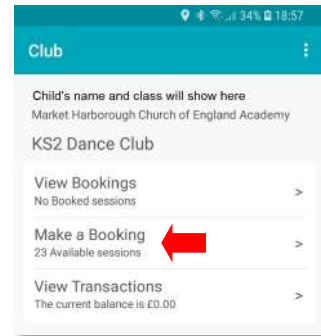 34% 18:57
Club
Child's name and class will show here
Market Harborough Church of England Academy
KS2 Dance Club
View Bookings
No Booked sessions
>
Make a Booking
23 Available sessions
>
View Transactions
The current balance is £0.00
>